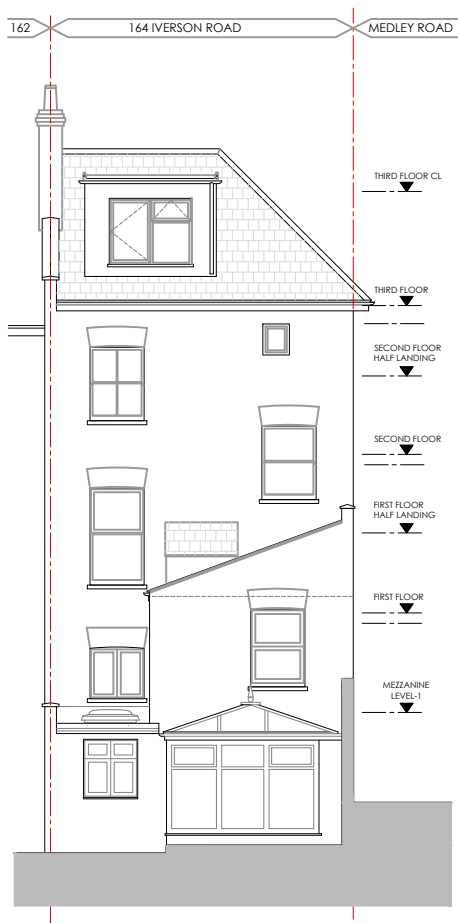 162
164 IVERSON ROAD
MEDLEY ROAD
THIRD FLOOR CL
THIRD FLOOR
SECOND FLOOR
HALF LANDING
SECOND FLOOR
FIRST FLOOR
HALF LANDING
FIRST FLOOR
MEZZANINE
LEVEL-1